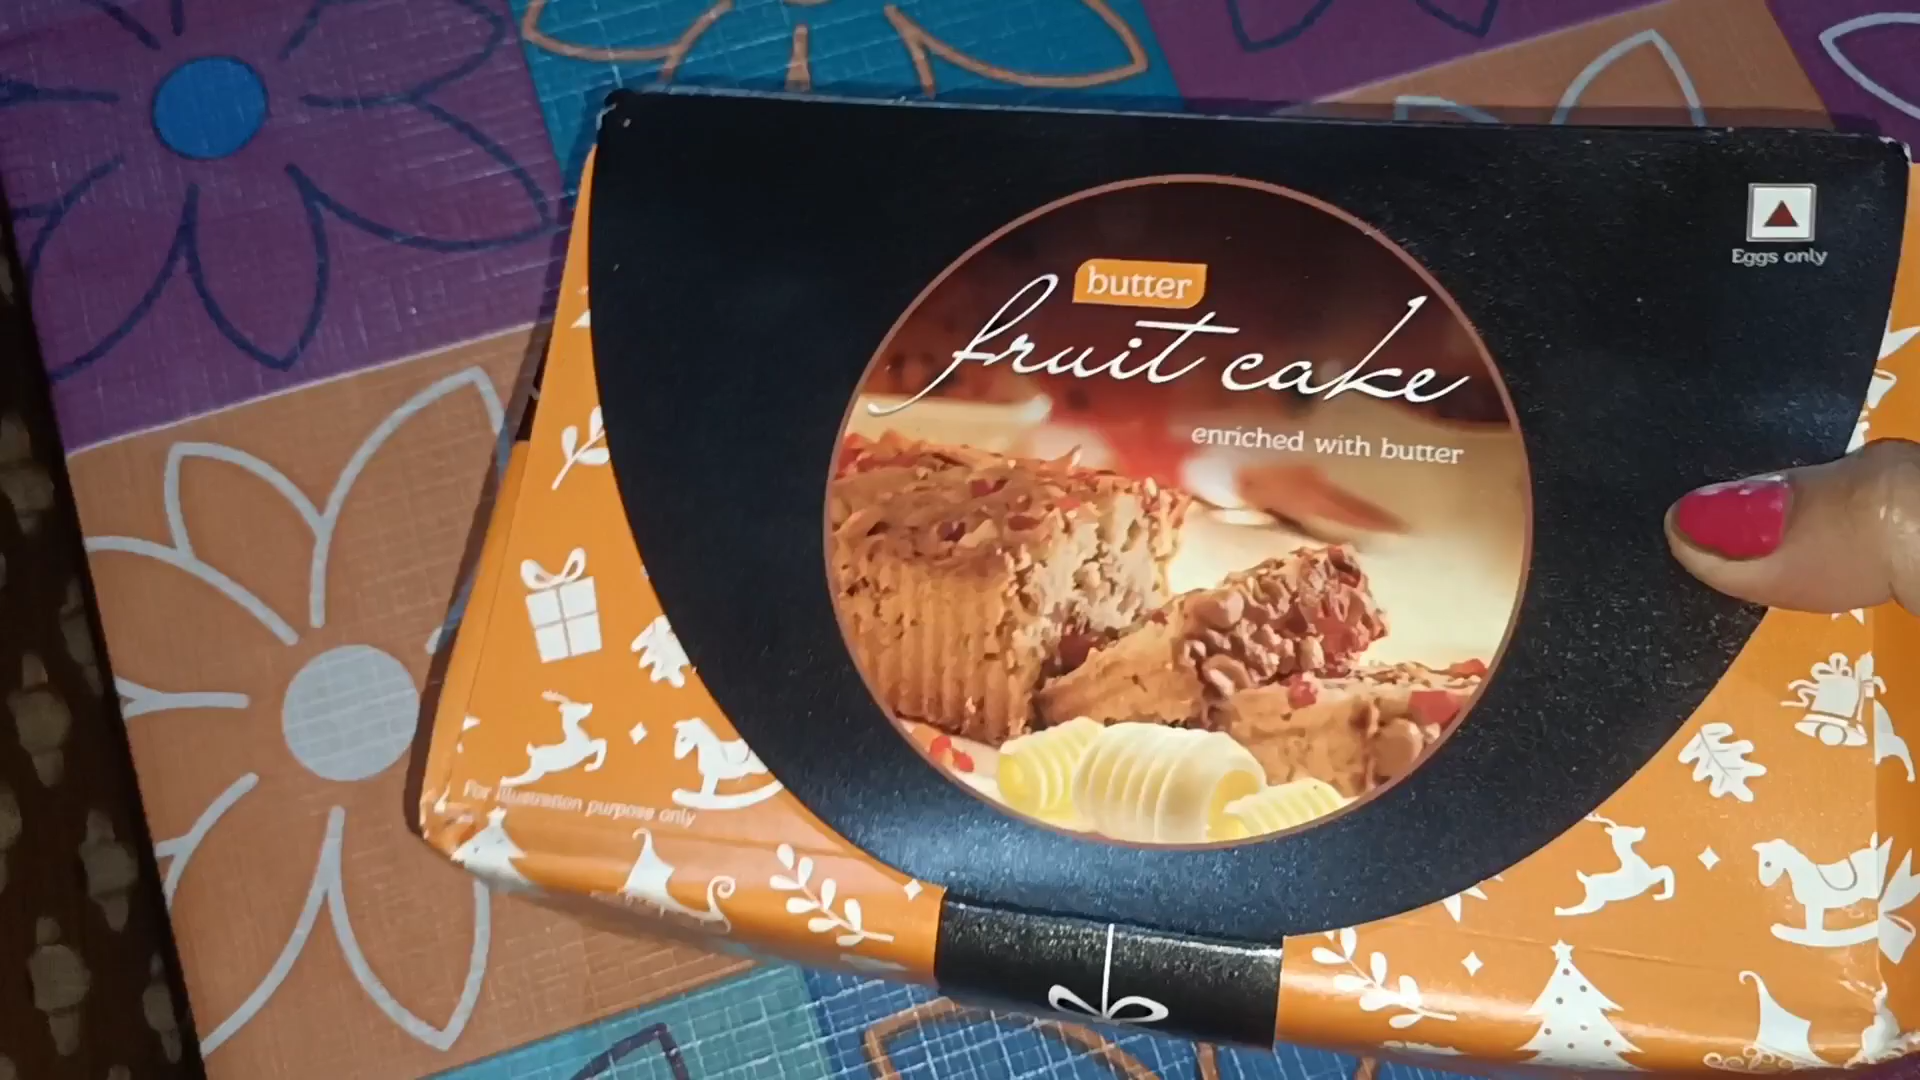 Eggs only
butter
fruit cake
enriched with butter
For illustration purpose only